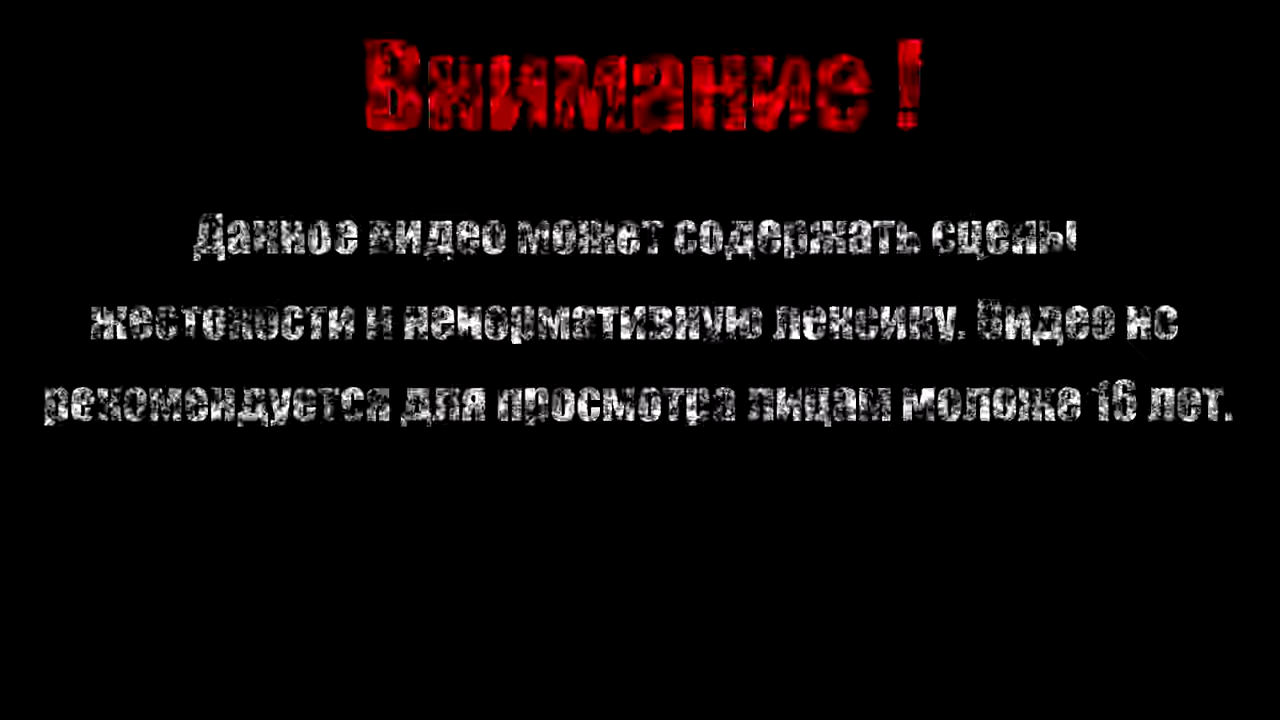 Внимание !
Данное видео может содержать сцены
жестокости и ненормативную лексику. Видео не
рекомендуется для просмотра лицам моложе 16 лет.